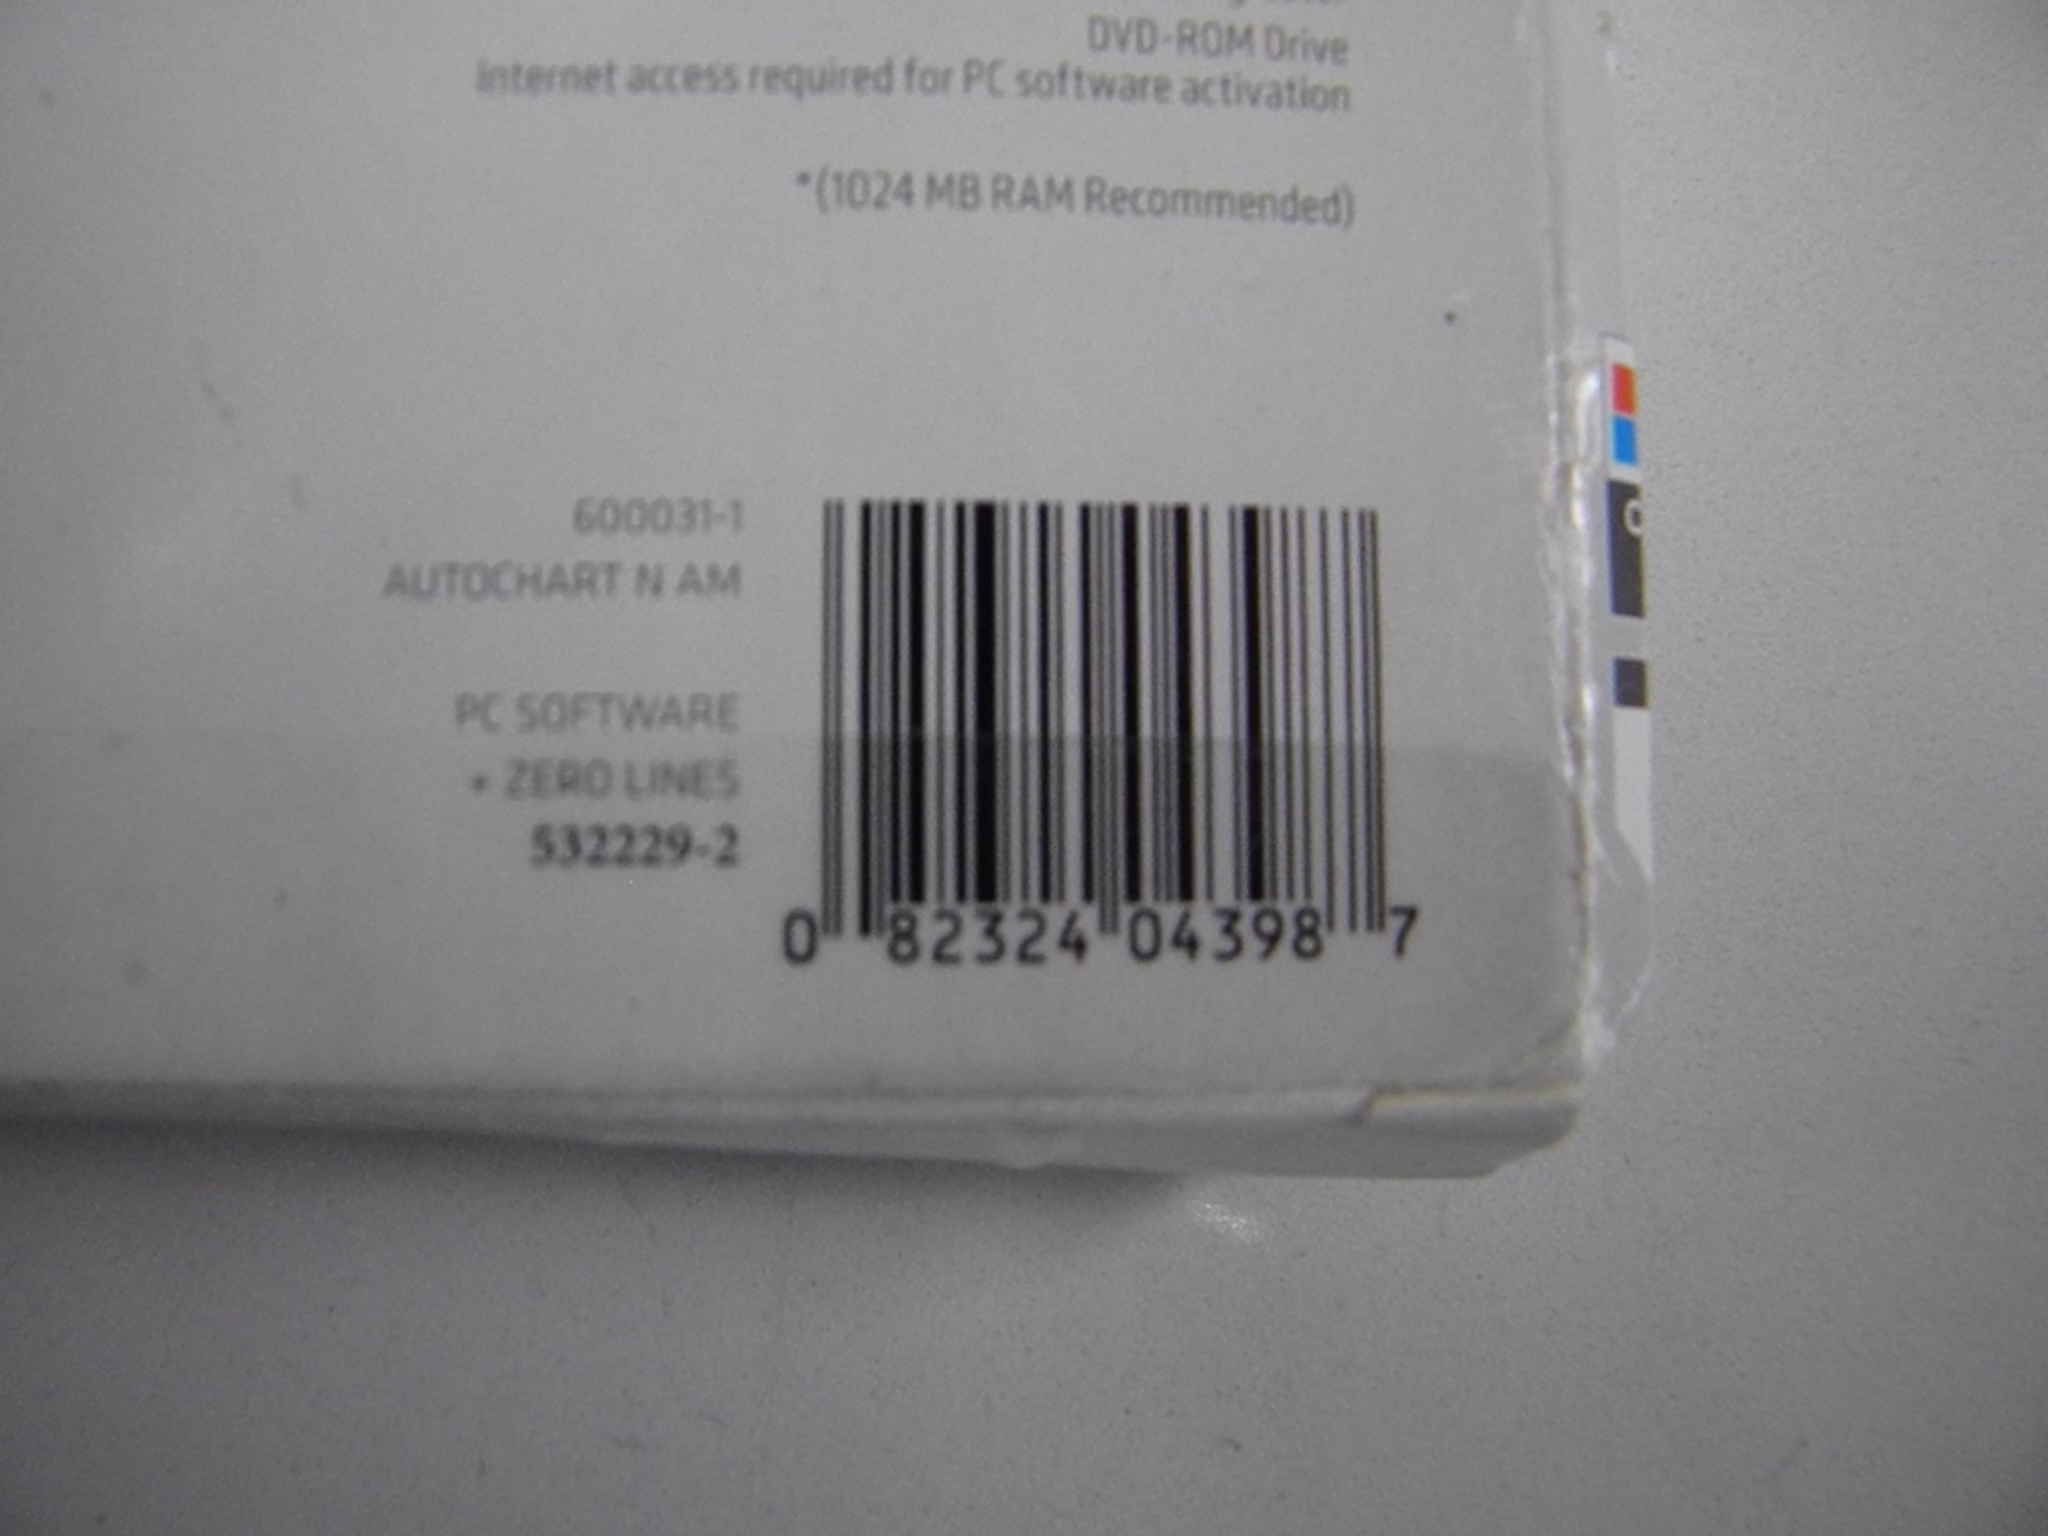 DVD-ROM Drive
Internet access required for PC software activation
*(1024 MB RAM Recommended)
600031-1
AUTOCHART N AM
PC SOFTWARE
+ ZERO LINES
532229-2
0 82324 04398 7